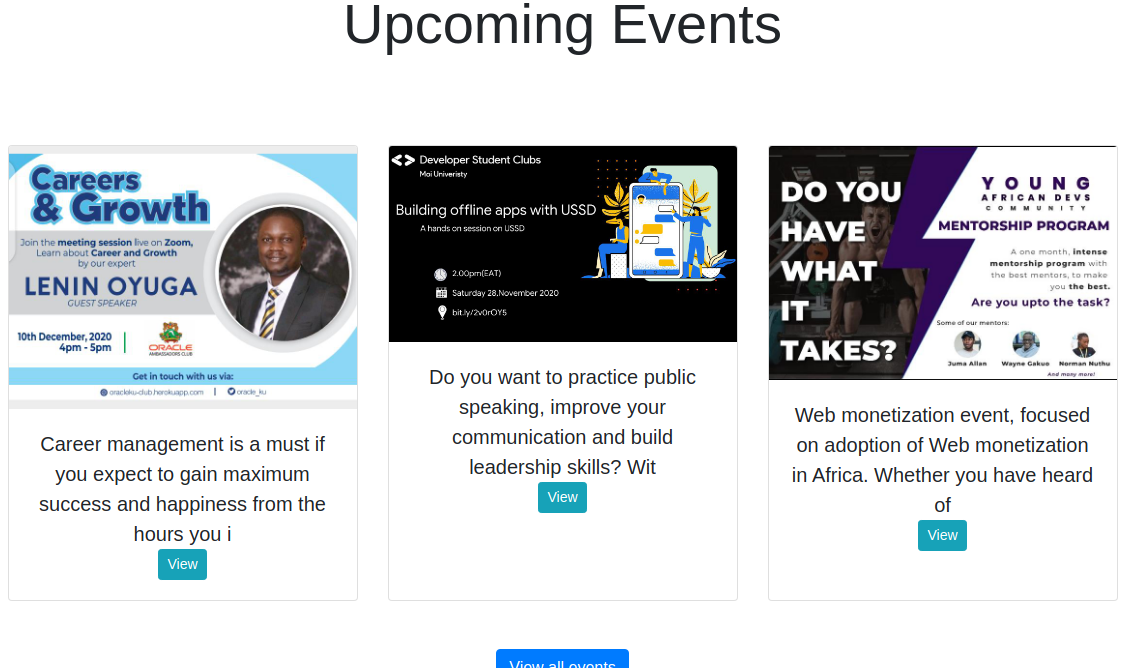 Upcoming Events
Careers
& Growth
Join the meeting session live on Zoom,
Learn about Career and Growth
by our expert
LENIN OYUGA
GUEST SPEAKER
10th December, 2020
4pm - 5pm
ORACLE
AMBASSADORS CLUB
Get in touch with us via:
oracleku-club.herokuapp.com | oracle_ku
Career management is a must if
you expect to gain maximum
success and happiness from the
hours you i
View
Developer Student Clubs
Moi Univeristy
Building offline apps with USSD
A hands on session on USSD
2.00pm(EAT)
Saturday 28,November 2020
bit.ly/2v0rOY5
Do you want to practice public
speaking, improve your
communication and build
leadership skills? Wit
View
DO YOU
HAVE
WHAT
IT
TAKES?
YOUNG
AFRICAN DEVS
COMMUNITY
MENTORSHIP PROGRAM
A one month, intense
mentorship program with
the best mentors, to make
you the best.
Are you upto the task?
Some of our mentors:
Juma Allan
Wayne Gakuo
Norman Nuthu
And many more!
Web monetization event, focused
on adoption of Web monetization
in Africa. Whether you have heard
of
View
View all events